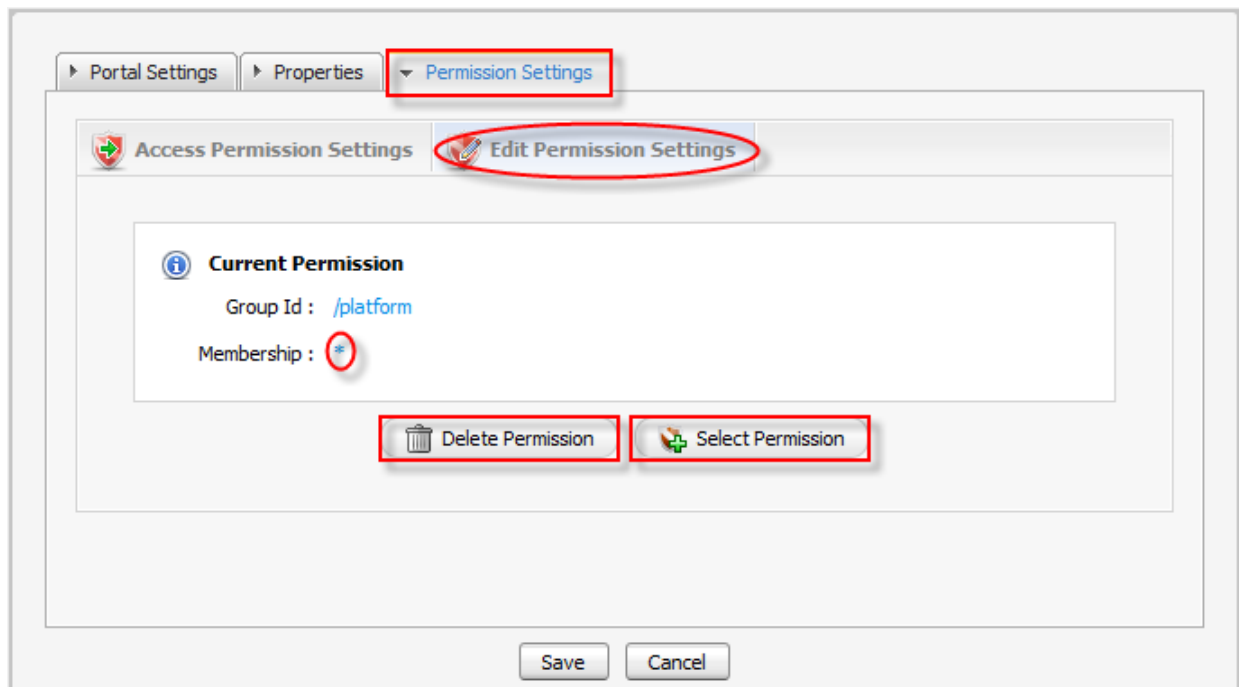 Portal Settings Properties Permission Settings
Access Permission Settings Edit Permission Settings
Current Permission
Group Id : /platform
Membership : *
Delete Permission Select Permission
Save Cancel